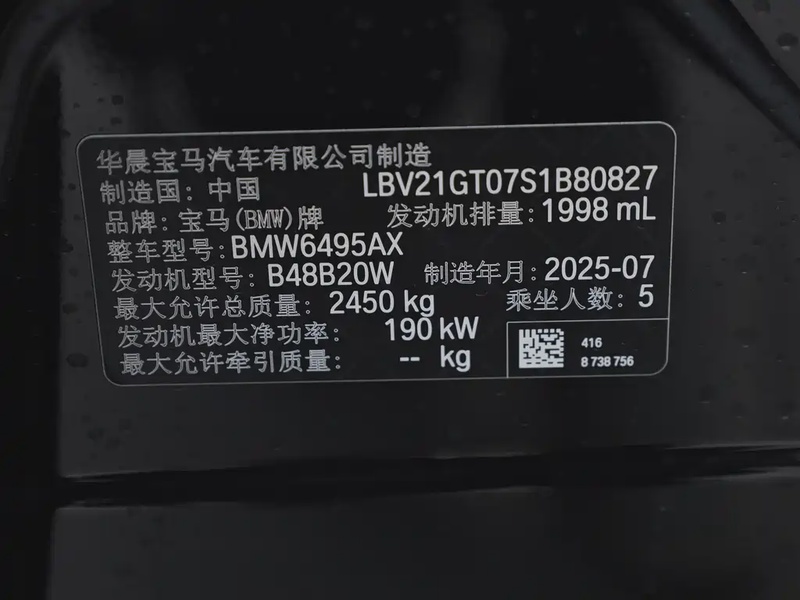 华晨宝马汽车有限公司制造
制造国: 中国 LBV21GT07S1B80827
品牌: 宝马(BMW)牌 发动机排量: 1998 mL
整车型号: BMW6495AX
发动机型号: B48B20W 制造年月: 2025-07
最大允许总质量: 2450 kg 乘坐人数: 5
发动机最大净功率: 190 kW
最大允许牵引质量: -- kg
416
8 738 756